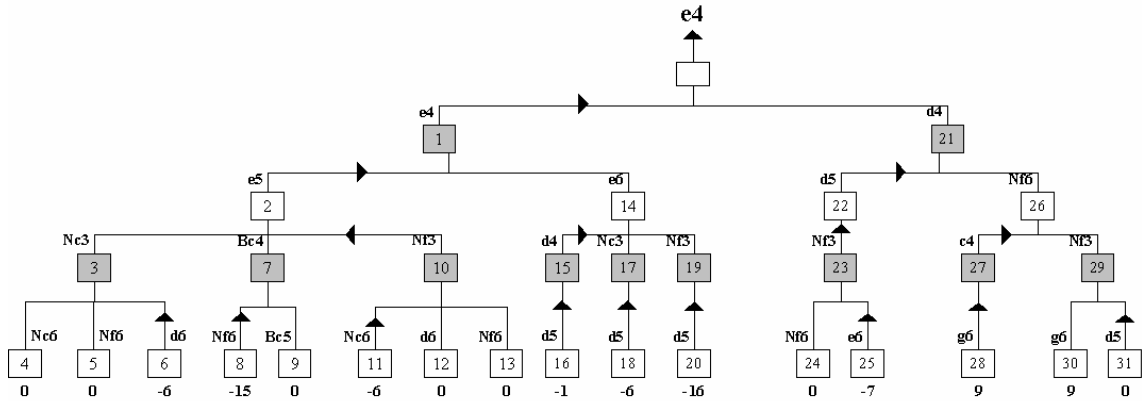 e4
e4 d4
1 21
e5 e6 d5 Nf6
2 14 22 26
Nc3 Bc4 Nf3 d4 Nc3 Nf3 Nf3 c4 Nf3
3 7 10 15 17 19 23 27 29
Nc6 Nf6 d6 Nf6 Bc5 Nc6 d6 Nf6 d5 d5 d5 Nf6 e6 g6 g6 d5
4 5 6 8 9 11 12 13 16 18 20 24 25 28 30 31
0 0 -6 -15 0 -6 0 0 -1 -6 -16 0 -7 9 9 0